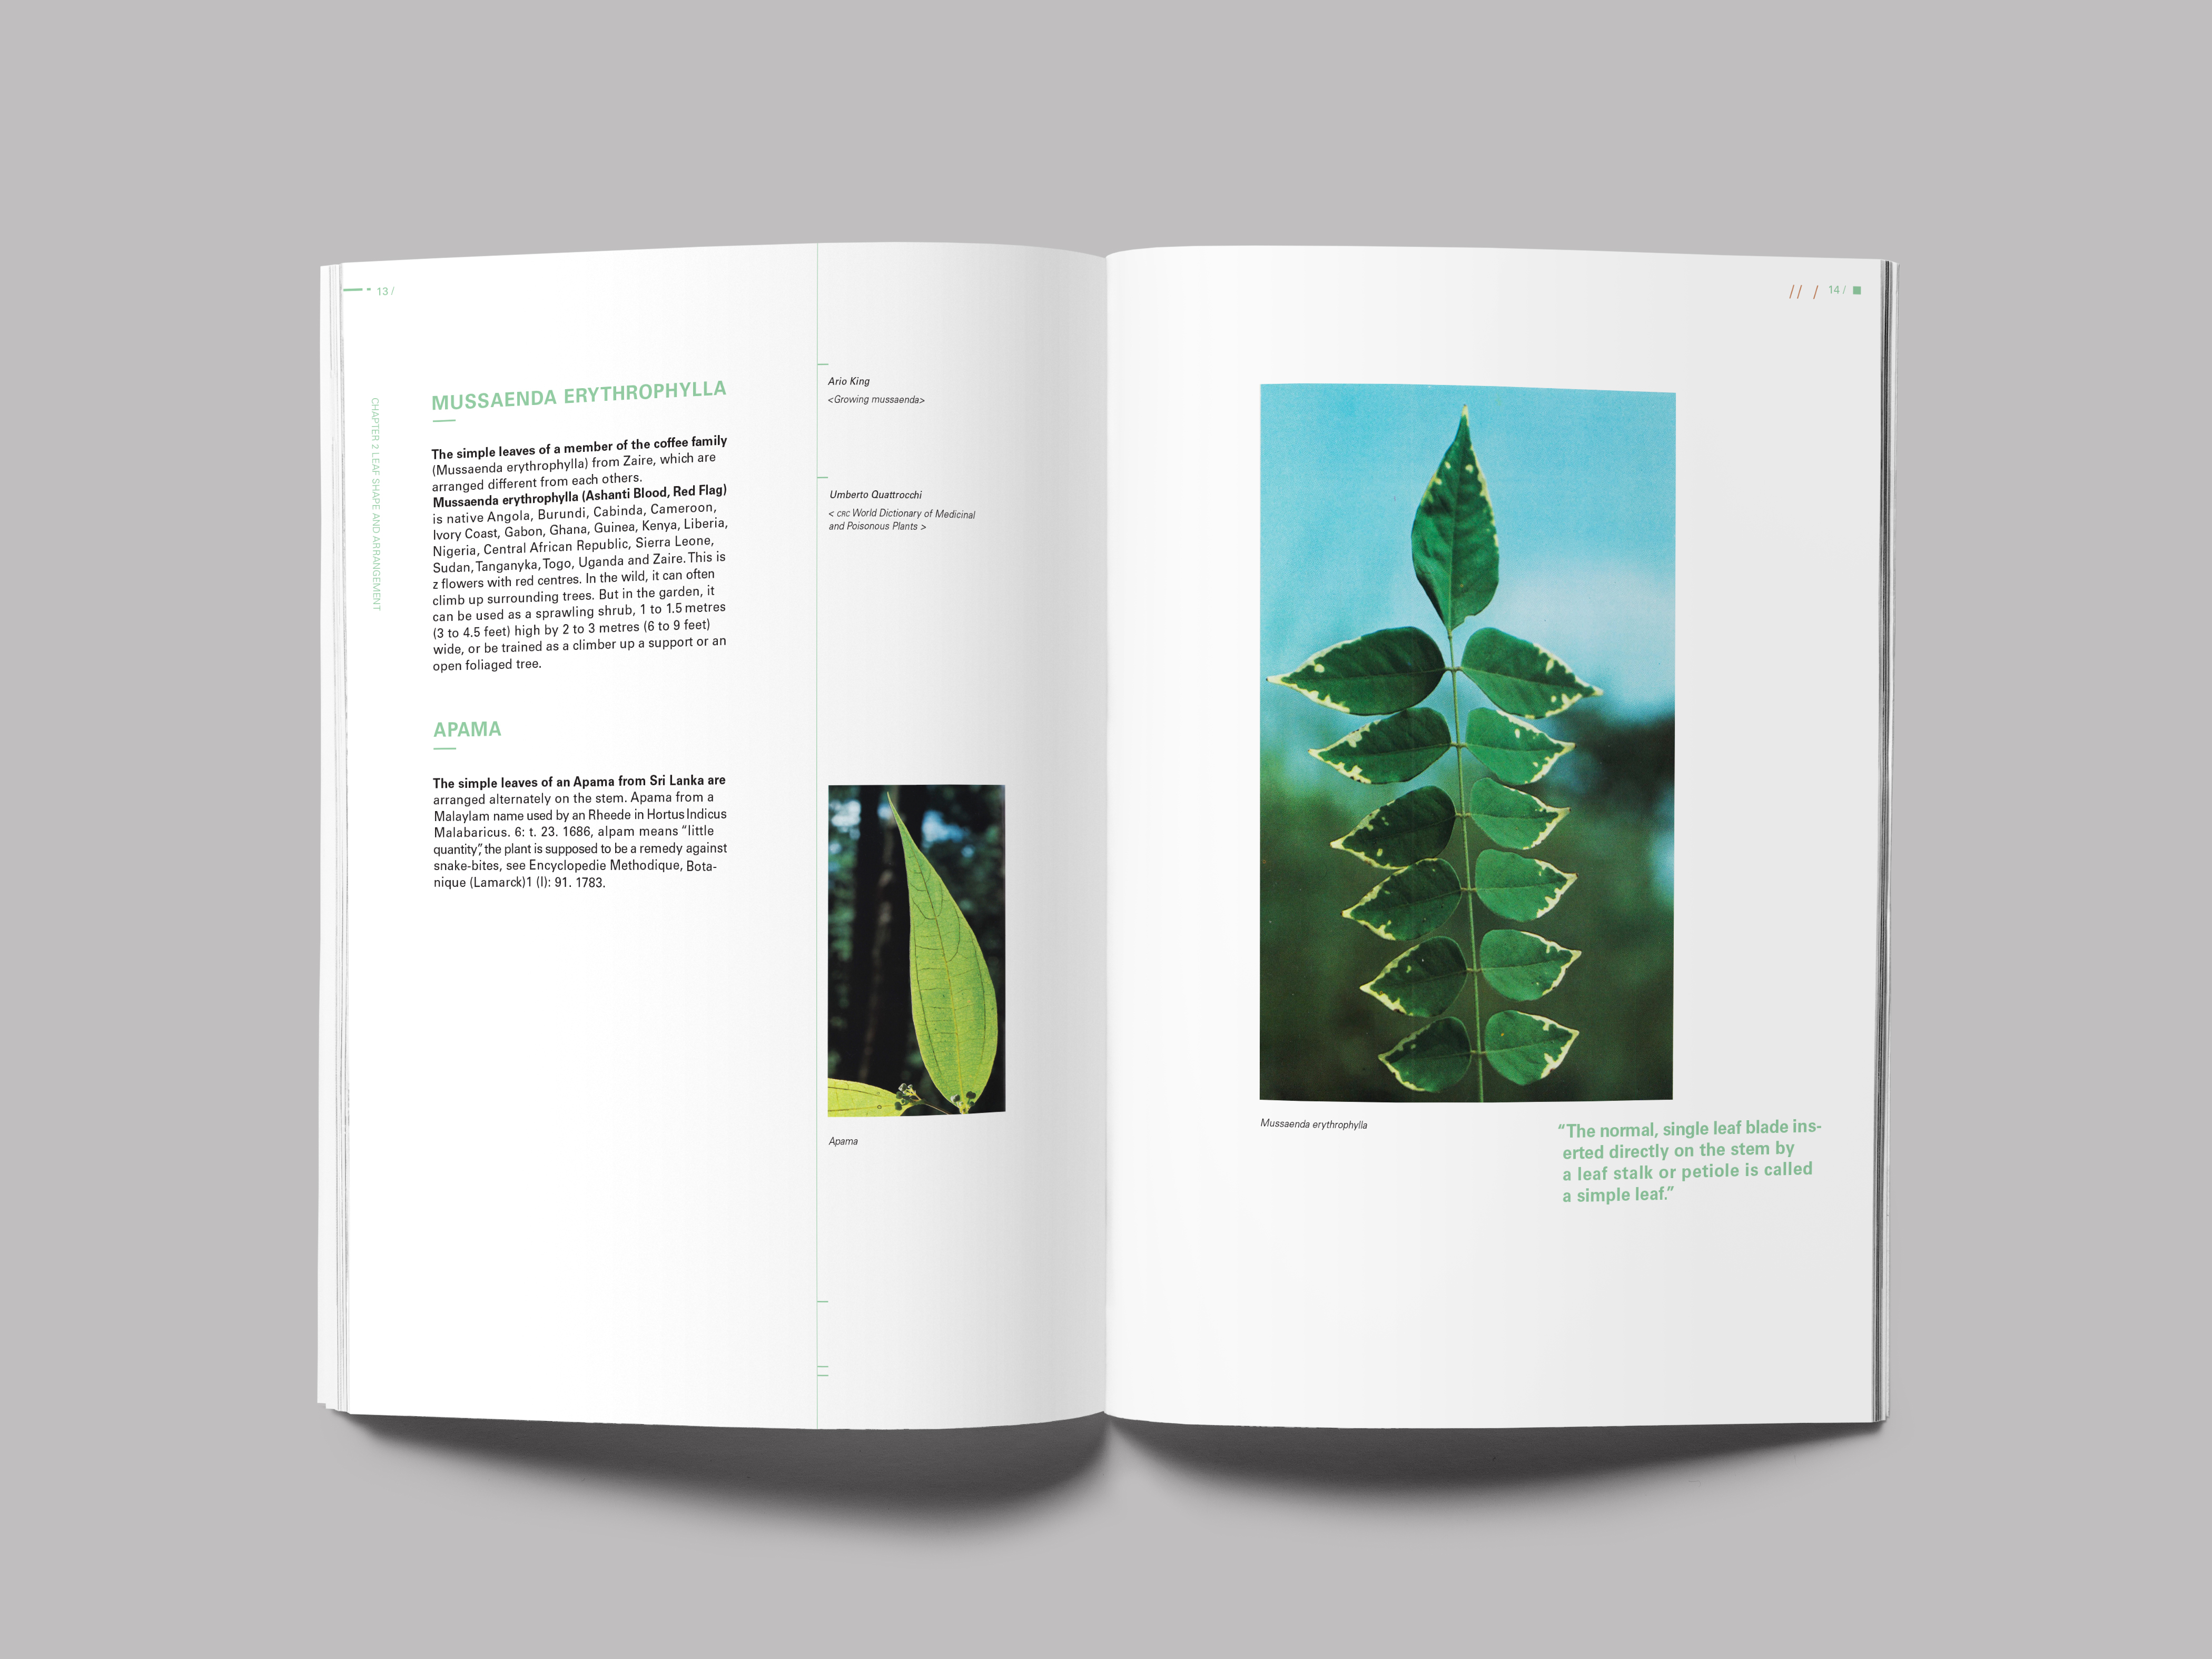 13 /
CHAPTER 2 LEAF SHAPE AND ARRANGEMENT
MUSSAENDA ERYTHROPHYLLA
The simple leaves of a member of the coffee family
(Mussaenda erythrophylla) from Zaire, which are
arranged different from each others.
Mussaenda erythrophylla (Ashanti Blood, Red Flag)
is native Angola, Burundi, Cabinda, Cameroon,
Ivory Coast, Gabon, Ghana, Guinea, Kenya, Liberia,
Nigeria, Central African Republic, Sierra Leone,
Sudan, Tanganyka, Togo, Uganda and Zaire. This is
z flowers with red centres. In the wild, it can often
climb up surrounding trees. But in the garden, it
can be used as a sprawling shrub, 1 to 1.5 metres
(3 to 4.5 feet) high by 2 to 3 metres (6 to 9 feet)
wide, or be trained as a climber up a support or an
open foliaged tree.
APAMA
The simple leaves of an Apama from Sri Lanka are
arranged alternately on the stem. Apama from a
Malaylam name used by an Rheede in Hortus Indicus
Malabaricus. 6: t. 23. 1686, alpam means “little
quantity”, the plant is supposed to be a remedy against
snake-bites, see Encyclopedie Methodique, Bota-
nique (Lamarck)1 (I): 91. 1783.
Ario King
<Growing mussaenda>
Umberto Quattrocchi
< CRC World Dictionary of Medicinal
and Poisonous Plants >
Apama
// / 14 /
Mussaenda erythrophylla
“The normal, single leaf blade ins-
erted directly on the stem by
a leaf stalk or petiole is called
a simple leaf.”